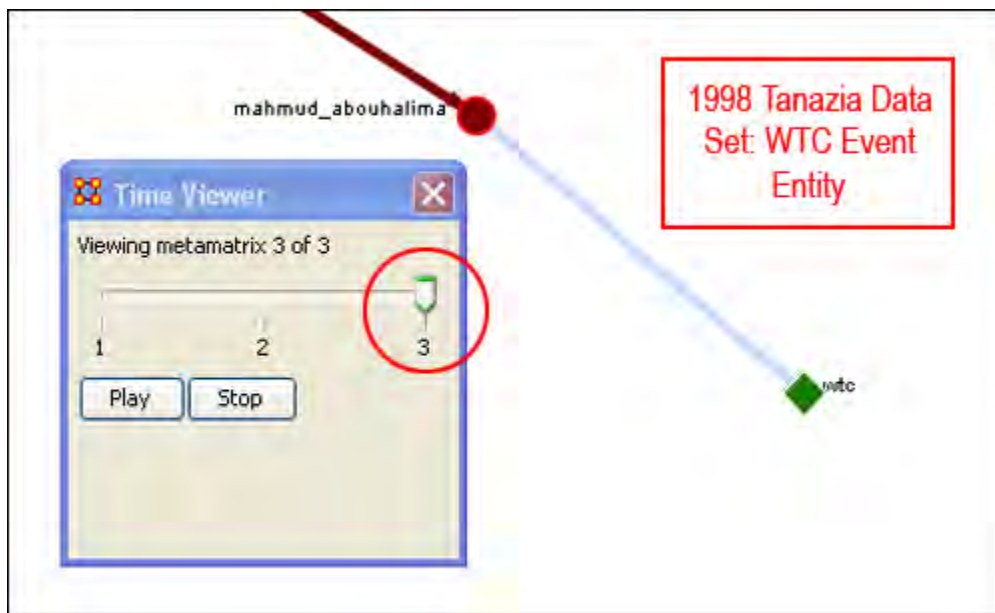 mahmud_abouhalima
1998 Tanazia Data
Set: WTC Event
Entity
Time Viewer
Viewing metamatrix 3 of 3
1 2 3
Play Stop
wtc